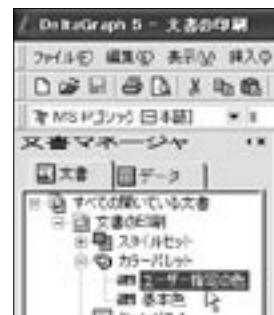 DeltaGraph 5 - 文書の印刷
ファイル(F) 編集(E) 表示(V) 挿入
MS Pゴシック [日本語]
文書マネージャ
文書 データ
すべての開いている文書
文書の印刷
スタイルセット
カラーパレット
ユーザー指定の色
基本色